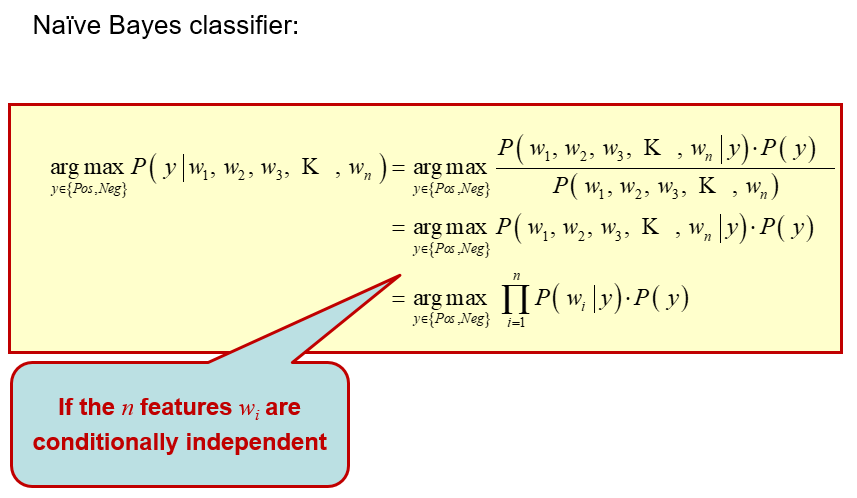 Naïve Bayes classifier:
arg max P( y | w₁, w₂, w₃, K , wₙ ) = arg max P( w₁, w₂, w₃, K , wₙ | y)·P( y)
y∈{Pos,Neg} y∈{Pos,Neg} P( w₁, w₂, w₃, K , wₙ)
= arg max P( w₁, w₂, w₃, K , wₙ | y)·P( y)
y∈{Pos,Neg}
n
= arg max ∏ P( wᵢ | y)·P( y)
y∈{Pos,Neg} i=1
If the n features wᵢ are
conditionally independent